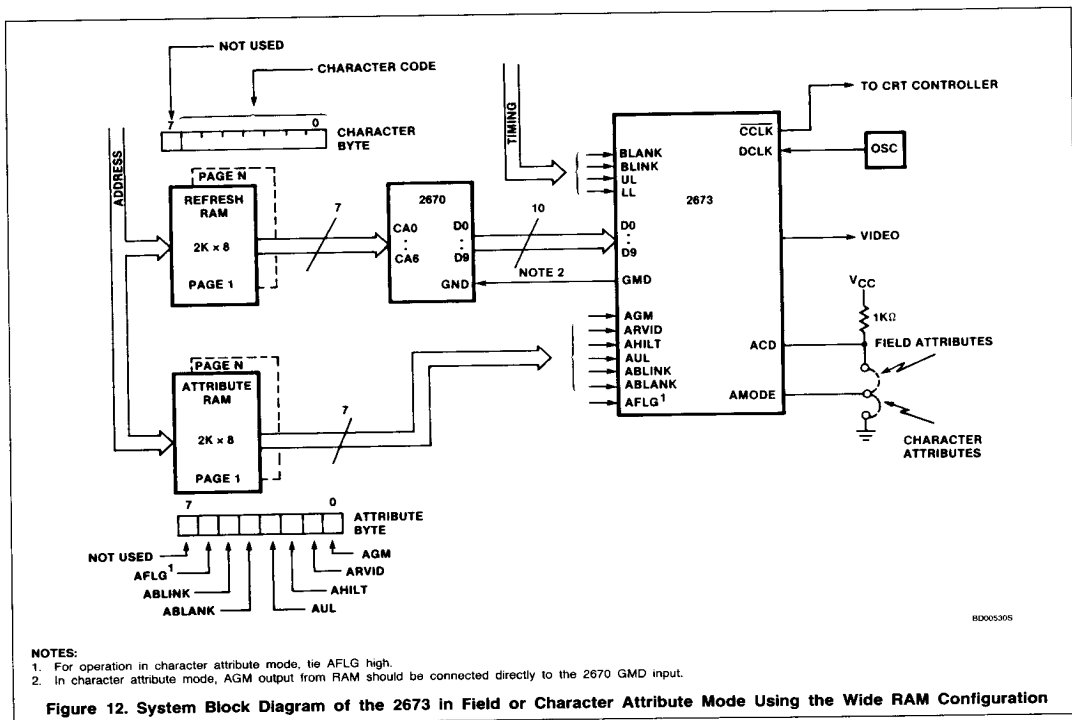 NOT USED
CHARACTER CODE
7 0
CHARACTER
BYTE
ADDRESS
TIMING
PAGE N
REFRESH
RAM
2K × 8
PAGE 1
7
2670
CA0 D0
: :
CA6 D9
GND
10
NOTE 2
BLANK
BLINK
UL
LL
D0
:
D9
GMD
AGM
ARVID
AHILT
AUL
ABLINK
ABLANK
AFLG1
2673
CCLK
DCLK
TO CRT CONTROLLER
OSC
VIDEO
VCC
1KΩ
ACD
FIELD ATTRIBUTES
AMODE
CHARACTER
ATTRIBUTES
PAGE N
ATTRIBUTE
RAM
2K × 8
PAGE 1
7
7 0
ATTRIBUTE
BYTE
NOT USED
AFLG1
ABLINK
ABLANK
AGM
ARVID
AHILT
AUL
BD00530S
NOTES:
1. For operation in character attribute mode, tie AFLG high.
2. In character attribute mode, AGM output from RAM should be connected directly to the 2670 GMD input.
Figure 12. System Block Diagram of the 2673 in Field or Character Attribute Mode Using the Wide RAM Configuration